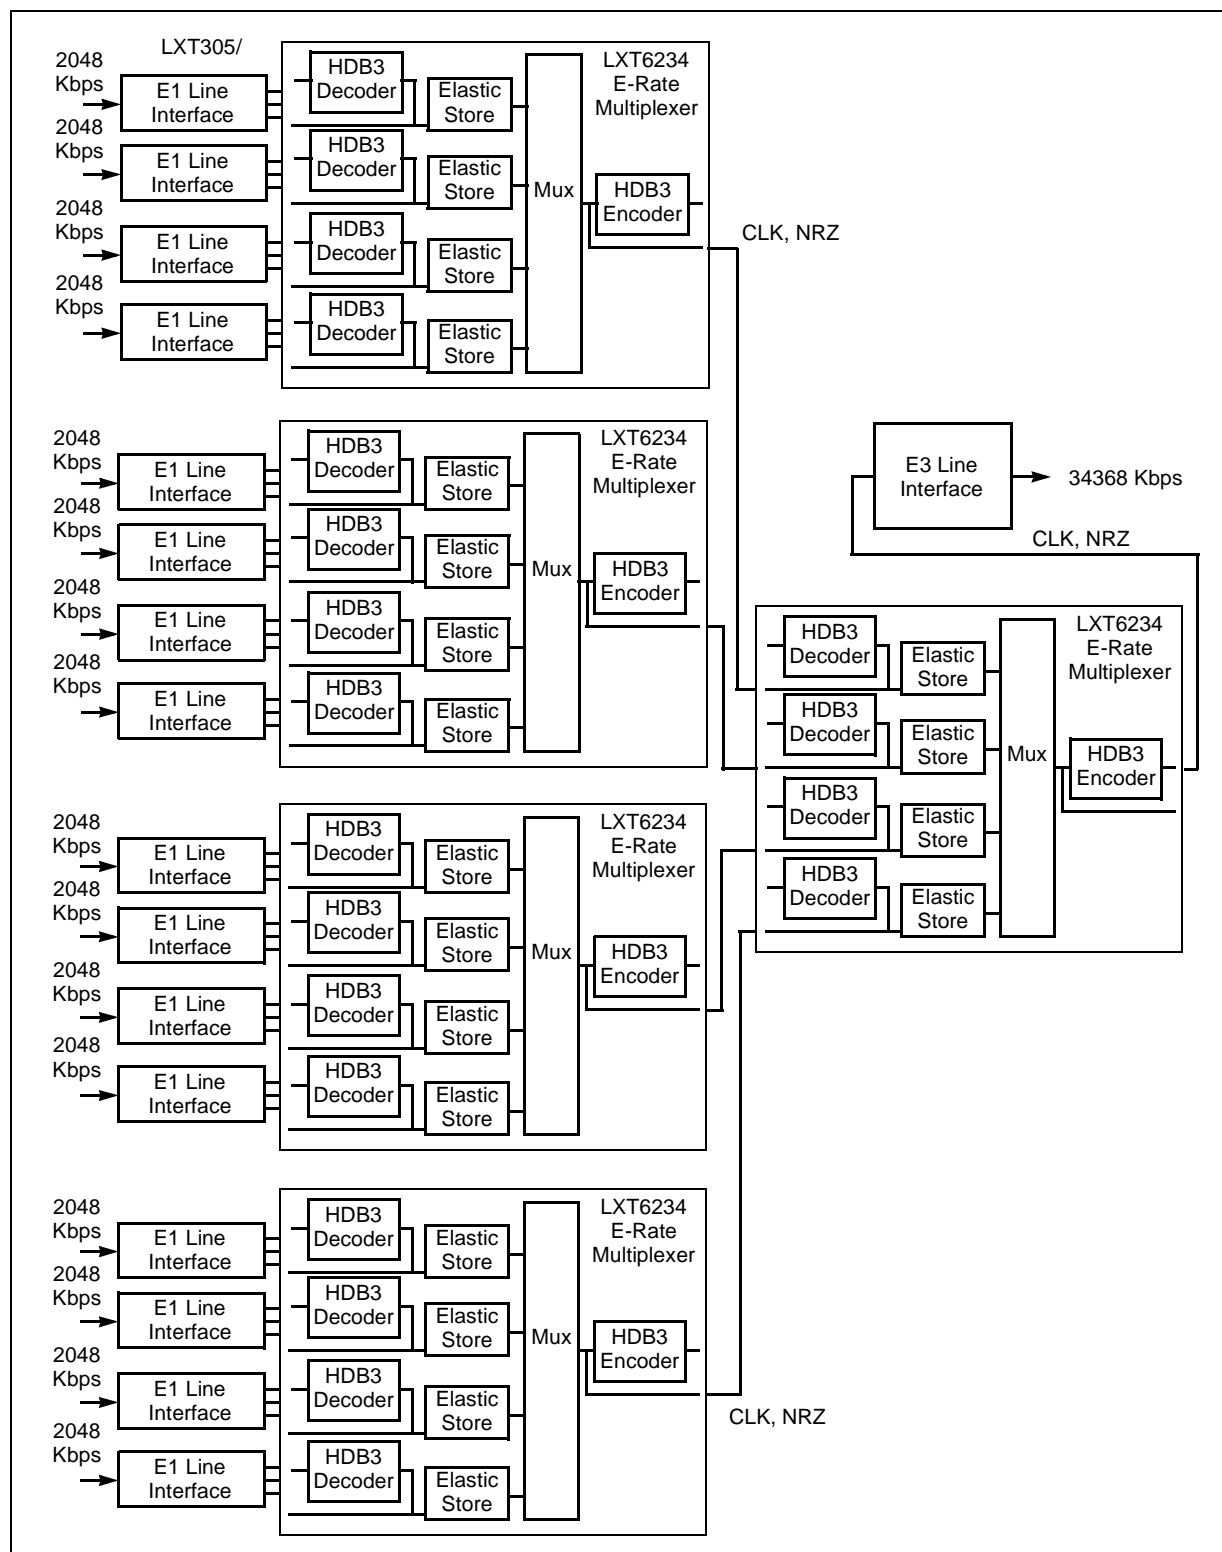 LXT305/
2048
Kbps
E1 Line
Interface
2048
Kbps
E1 Line
Interface
2048
Kbps
E1 Line
Interface
2048
Kbps
E1 Line
Interface
HDB3
Decoder
Elastic
Store
HDB3
Decoder
Elastic
Store
HDB3
Decoder
Elastic
Store
HDB3
Decoder
Elastic
Store
Mux
LXT6234
E-Rate
Multiplexer
HDB3
Encoder
CLK, NRZ
2048
Kbps
E1 Line
Interface
2048
Kbps
E1 Line
Interface
2048
Kbps
E1 Line
Interface
2048
Kbps
E1 Line
Interface
HDB3
Decoder
Elastic
Store
HDB3
Decoder
Elastic
Store
HDB3
Decoder
Elastic
Store
HDB3
Decoder
Elastic
Store
Mux
LXT6234
E-Rate
Multiplexer
HDB3
Encoder
E3 Line
Interface
34368 Kbps
CLK, NRZ
HDB3
Decoder
Elastic
Store
HDB3
Decoder
Elastic
Store
HDB3
Decoder
Elastic
Store
HDB3
Decoder
Elastic
Store
Mux
LXT6234
E-Rate
Multiplexer
HDB3
Encoder
2048
Kbps
E1 Line
Interface
2048
Kbps
E1 Line
Interface
2048
Kbps
E1 Line
Interface
2048
Kbps
E1 Line
Interface
HDB3
Decoder
Elastic
Store
HDB3
Decoder
Elastic
Store
HDB3
Decoder
Elastic
Store
HDB3
Decoder
Elastic
Store
Mux
LXT6234
E-Rate
Multiplexer
HDB3
Encoder
2048
Kbps
E1 Line
Interface
2048
Kbps
E1 Line
Interface
2048
Kbps
E1 Line
Interface
2048
Kbps
E1 Line
Interface
HDB3
Decoder
Elastic
Store
HDB3
Decoder
Elastic
Store
HDB3
Decoder
Elastic
Store
HDB3
Decoder
Elastic
Store
Mux
LXT6234
E-Rate
Multiplexer
HDB3
Encoder
CLK, NRZ